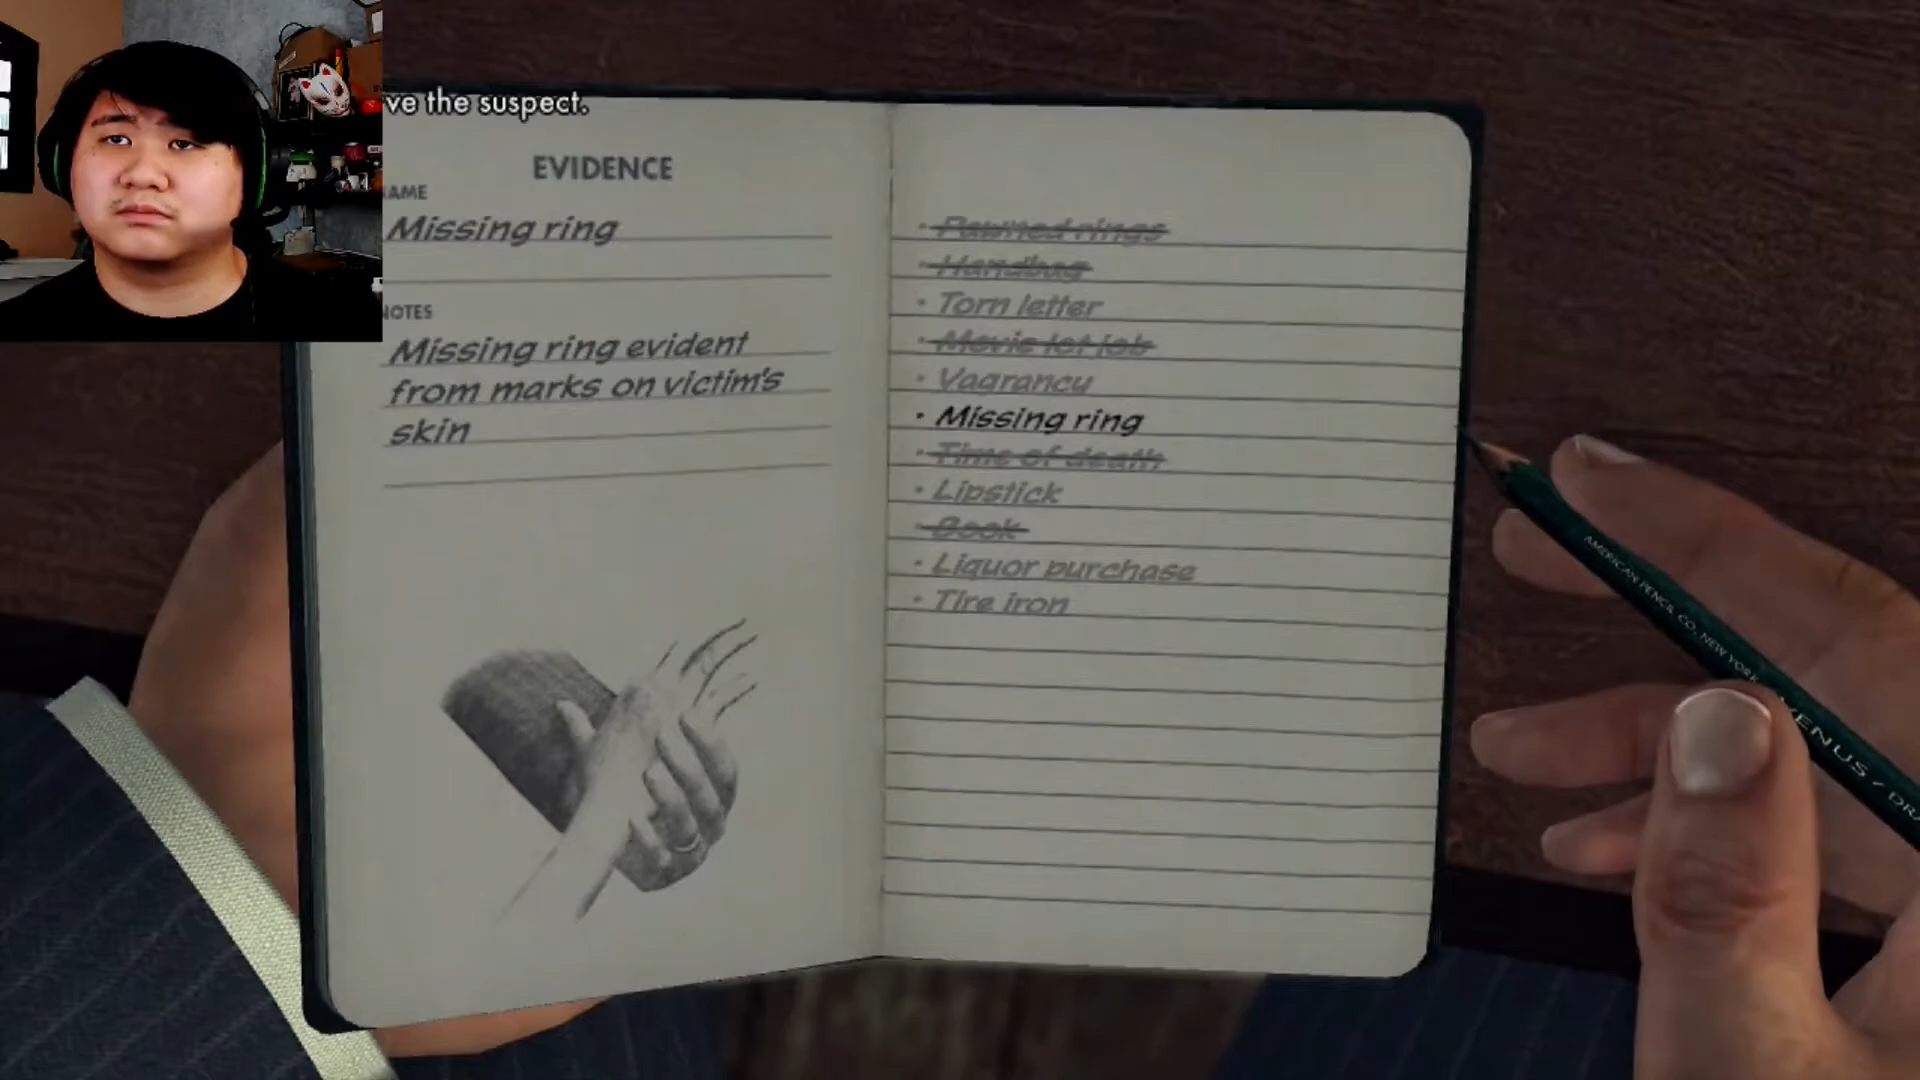 ve the suspect.
EVIDENCE
AME
Missing ring
NOTES
Missing ring evident
from marks on victim's
skin
• Pawned rings
• Handbag
• Torn letter
• Movie lot job
• Vagrancy
• Missing ring
• Time of death
• Lipstick
• Book
• Liquor purchase
• Tire iron
AMERICAN PENCIL CO. NEW YORK
VENUS / DRA